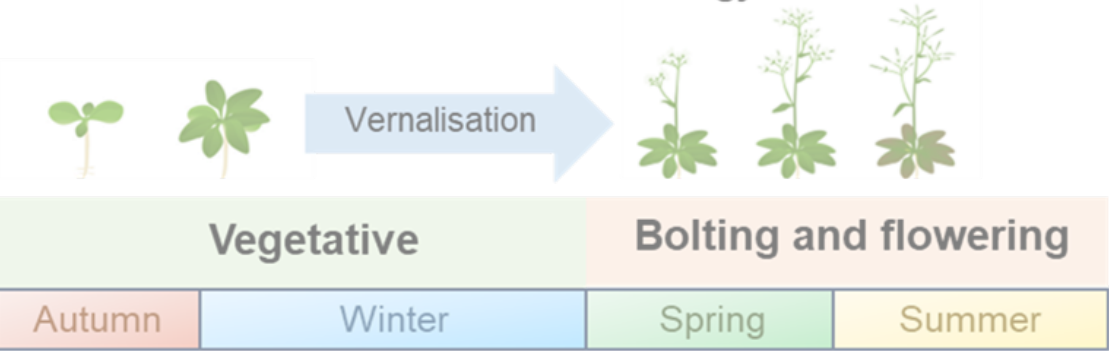 Vernalisation
Vegetative
Bolting and flowering
Autumn
Winter
Spring
Summer